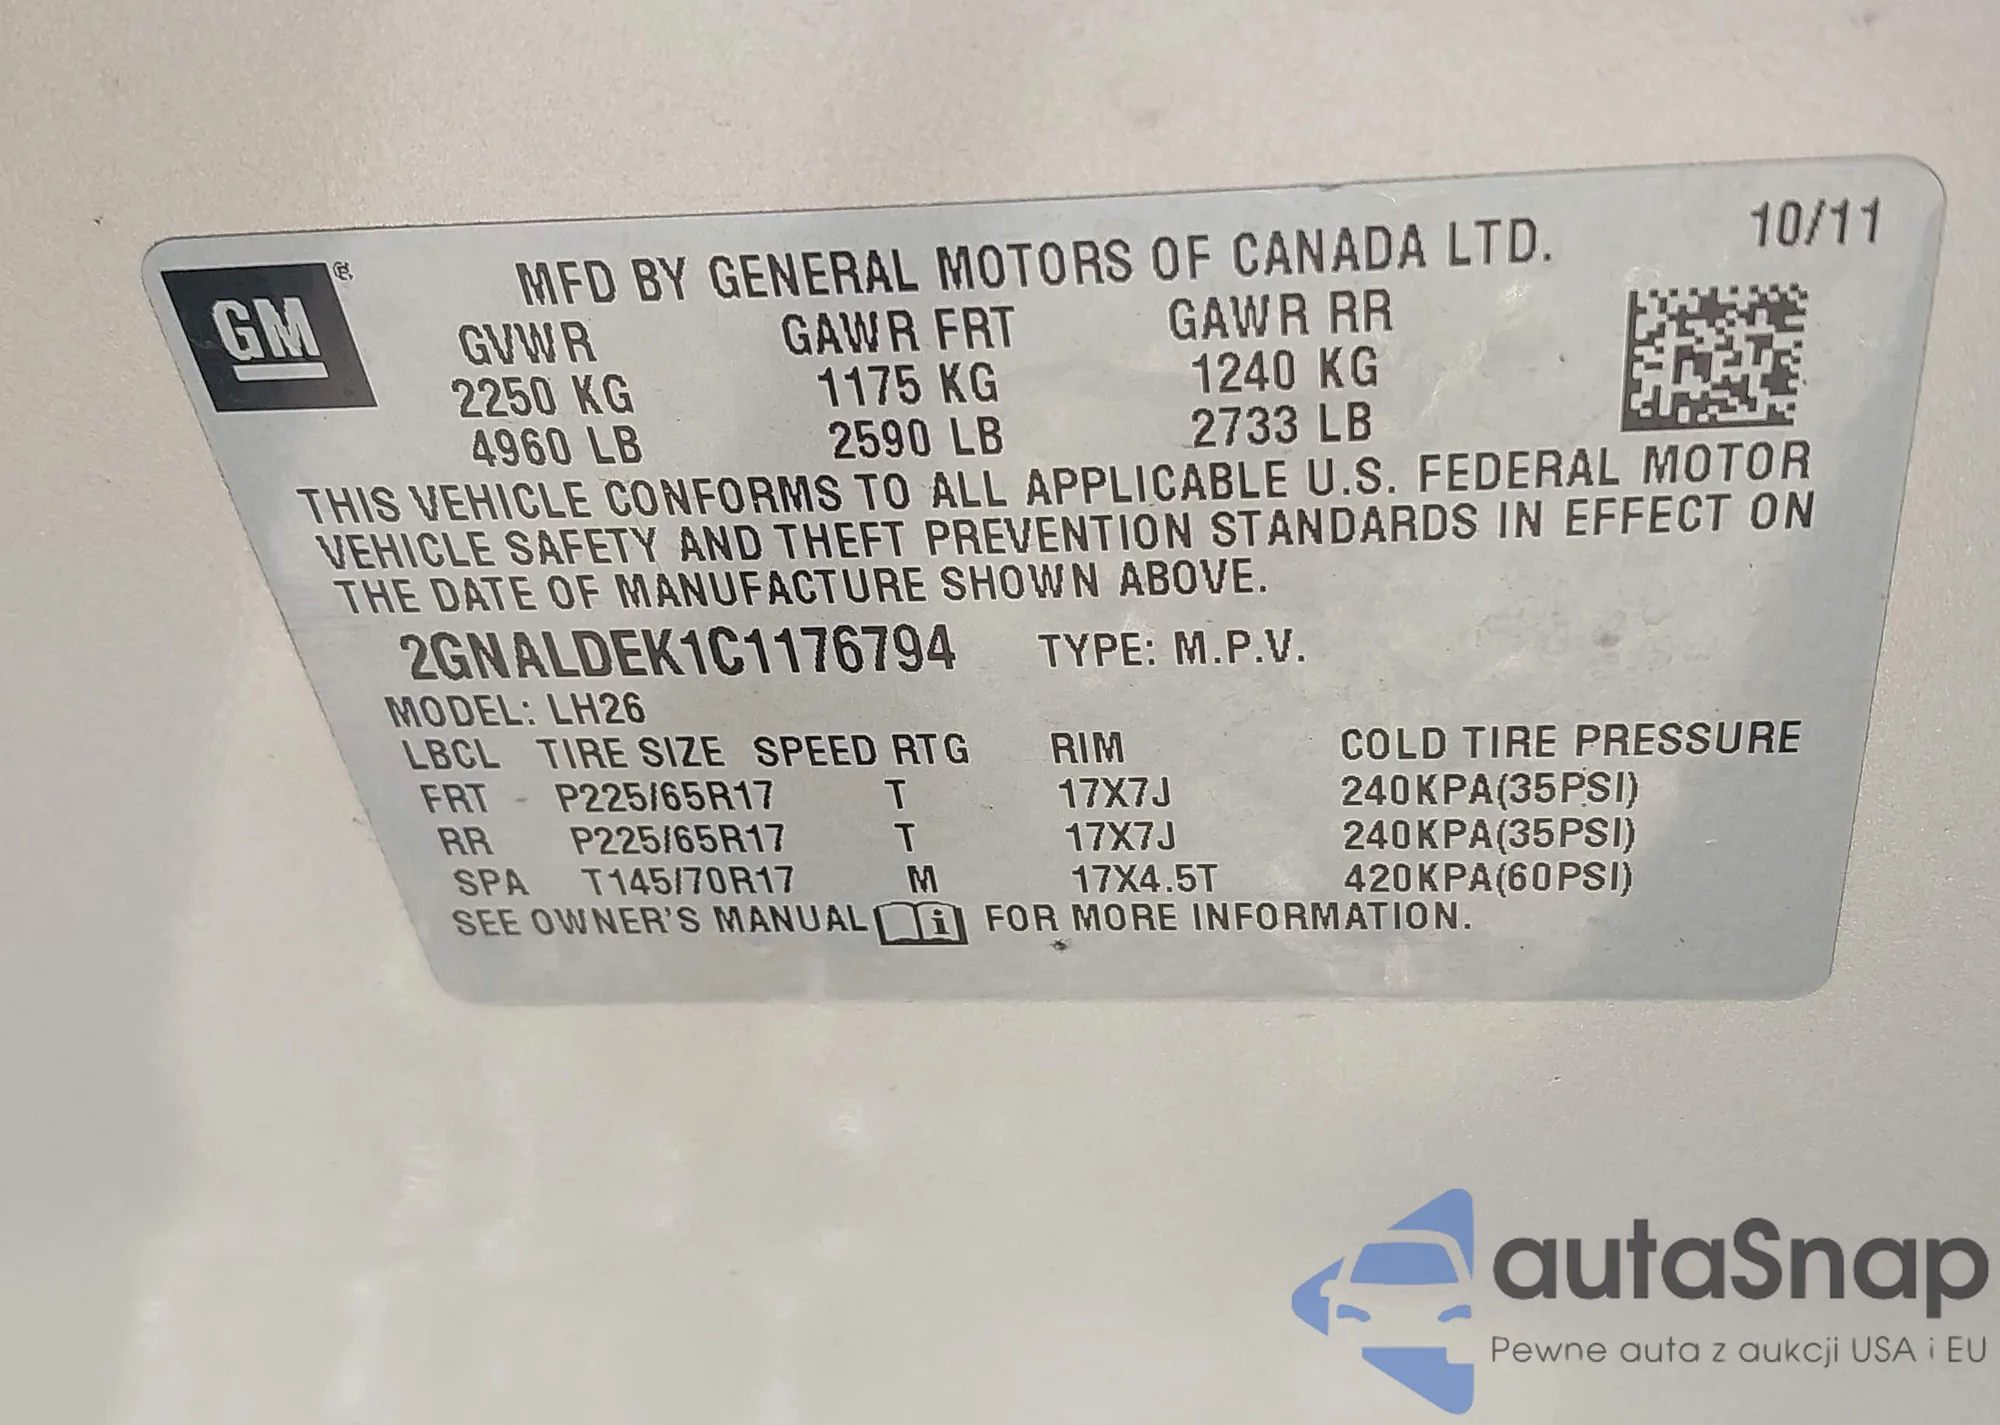 10/11
GM
MFD BY GENERAL MOTORS OF CANADA LTD.
GVWR GAWR FRT GAWR RR
2250 KG 1175 KG 1240 KG
4960 LB 2590 LB 2733 LB
THIS VEHICLE CONFORMS TO ALL APPLICABLE U.S. FEDERAL MOTOR
VEHICLE SAFETY AND THEFT PREVENTION STANDARDS IN EFFECT ON
THE DATE OF MANUFACTURE SHOWN ABOVE.
2GNALDEK1C1176794 TYPE: M.P.V.
MODEL: LH26
LBCL TIRE SIZE SPEED RTG RIM COLD TIRE PRESSURE
FRT P225/65R17 T 17X7J 240KPA(35PSI)
RR P225/65R17 T 17X7J 240KPA(35PSI)
SPA T145/70R17 M 17X4.5T 420KPA(60PSI)
SEE OWNER'S MANUAL i FOR MORE INFORMATION.
autaSnap
Pewne auta z aukcji USA i EU